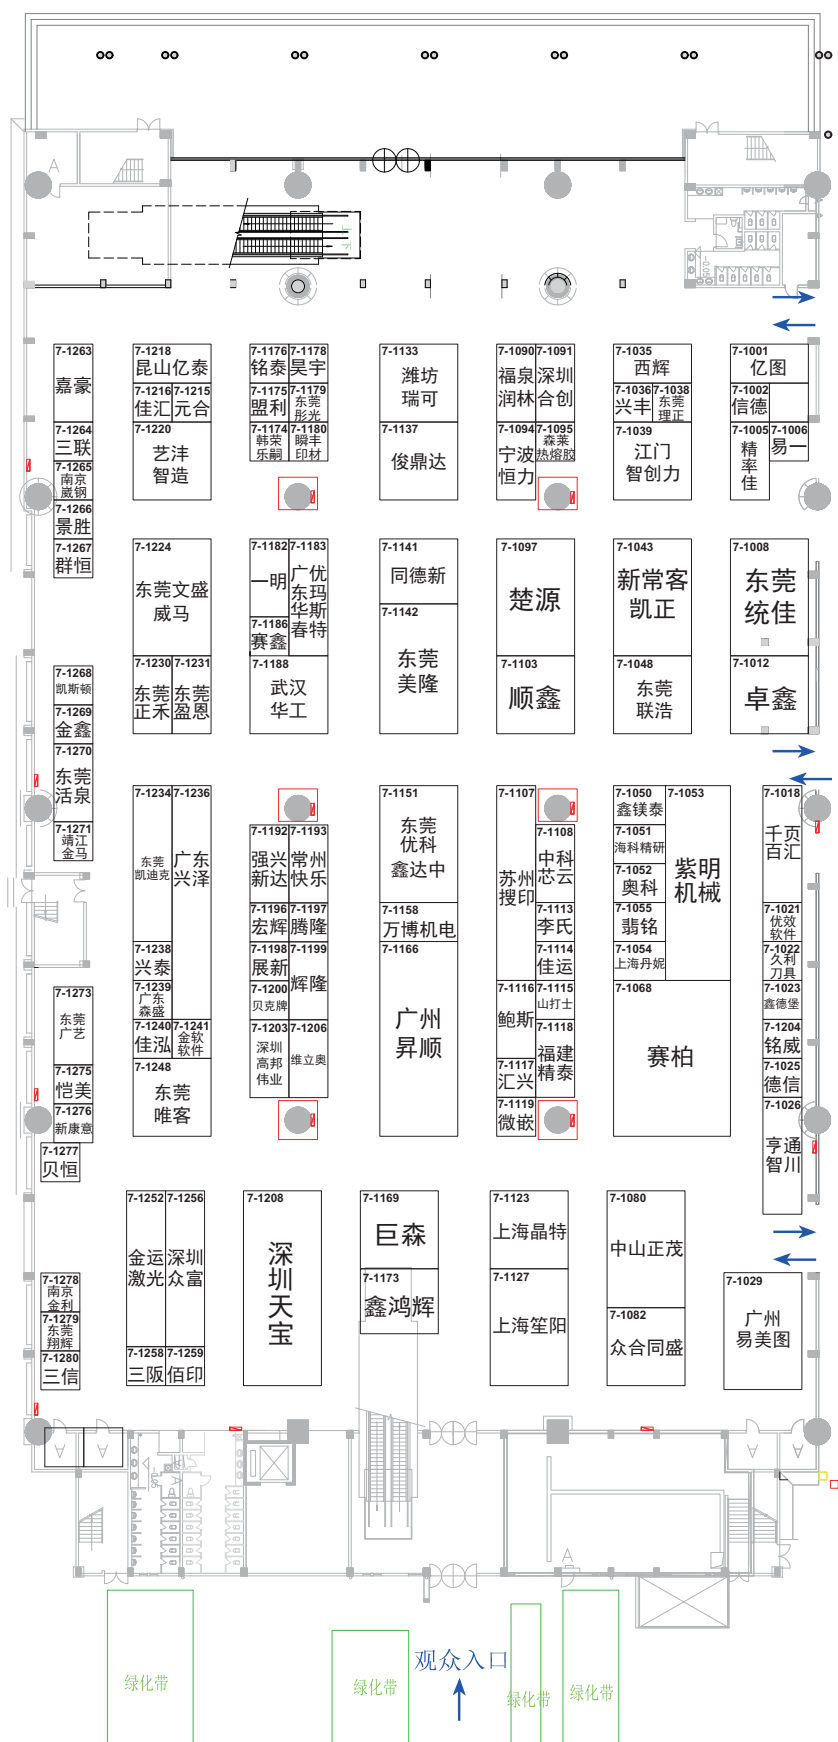 A
上
下
-0.05
7-1263
嘉豪
7-1264
三联
7-1265
南京
威钢
7-1266
景胜
7-1267
群恒
7-1218
昆山亿泰
7-1216
佳汇
7-1215
元合
7-1220
艺沣
智造
7-1176
铭泰
7-1178
昊宇
7-1175
盟利
7-1179
东莞
彤光
7-1174
韩荣
乐嗣
7-1180
瞬丰
印材
7-1133
潍坊
瑞可
7-1137
俊鼎达
7-1090
福泉
润林
7-1091
深圳
合创
7-1094
宁波
恒力
7-1095
森莱
热熔胶
7-1035
西辉
7-1036
兴丰
7-1038
东莞
理正
7-1039
江门
智创力
7-1001
亿图
7-1002
信德
7-1005
精
率
佳
7-1006
易一
7-1224
东莞文盛
威马
7-1230
东莞
正禾
7-1231
东莞
盈恩
7-1182
一明
7-1183
广优
东玛
华斯
春特
7-1186
赛鑫
7-1188
武汉
华工
7-1141
同德新
7-1142
东莞
美隆
7-1097
楚源
7-1103
顺鑫
7-1043
新常客
凯正
7-1048
东莞
联浩
7-1008
东莞
统佳
7-1012
卓鑫
7-1268
凯斯顿
7-1269
金鑫
7-1270
东莞
活泉
7-1271
靖江
金马
7-1234
东莞
凯迪克
7-1236
广东
兴泽
7-1238
兴泰
7-1239
广东
森盛
7-1240
佳泓
7-1241
金软
软件
7-1248
东莞
唯客
7-1192
强兴
新达
7-1193
常州
快乐
7-1196
宏辉
7-1197
腾隆
7-1198
展新
7-1199
辉隆
7-1200
贝克牌
7-1203
深圳
高邦
伟业
7-1206
维立奥
7-1151
东莞
优科
鑫达中
7-1158
万博机电
7-1166
广州
昇顺
7-1107
苏州
搜印
7-1108
中科
芯云
7-1113
李氏
7-1114
佳运
7-1116
鲍斯
7-1115
山打士
7-1118
福建
精泰
7-1117
汇兴
7-1119
微嵌
7-1050
鑫镁泰
7-1051
海科精研
7-1052
奥科
7-1055
翡铭
7-1054
上海丹妮
7-1053
紫明
机械
7-1068
赛柏
7-1018
千页
百汇
7-1021
优效
软件
7-1022
久利
刀具
7-1023
鑫德堡
7-1204
铭威
7-1025
德信
7-1026
亨通
智川
7-1273
东莞
广艺
7-1275
恺美
7-1276
新康意
7-1277
贝恒
7-1278
南京
金利
7-1279
东莞
翔辉
7-1280
三信
7-1252
金运
激光
7-1256
深圳
众富
7-1258
三阪
7-1259
佰印
7-1208
深
圳
天
宝
7-1169
巨森
7-1173
鑫鸿辉
7-1123
上海晶特
7-1127
上海笙阳
7-1080
中山正茂
7-1082
众合同盛
7-1029
广州
易美图
A
A
A
A
A
-0.05
A
绿化带
绿化带
绿化带
绿化带
观众入口